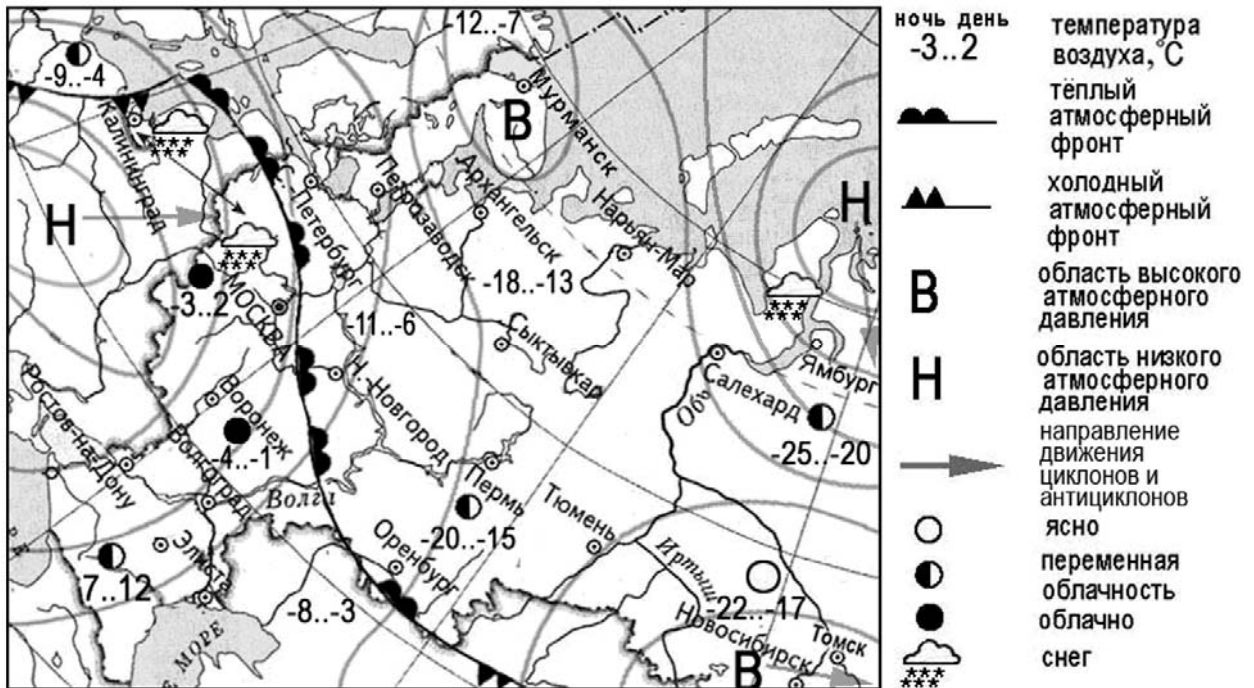 -12..-7
-9..-4
Мурманск
Калининград
В
С. Петербург
Петрозаводск
Архангельск
Нарьян-Мар
Н
Н
-18..-13
МОСКВА
-3..2
-11..-6
Сыктывкар
Ямбург
Салехард
Обь
Н.-Новгород
Воронеж
-4..-1
-25..-20
Ростов-на-Дону
Волгоград
Волга
Пермь
Тюмень
-20..-15
Оренбург
Элиста
7..12
Иртыш
-22..-17
-8..-3
Новосибирск
Томск
МОРЕ
В
ночь день
-3..2
температура
воздуха, °С
тёплый
атмосферный
фронт
холодный
атмосферный
фронт
В
область высокого
атмосферного
давления
Н
область низкого
атмосферного
давления
направление
движения
циклонов и
антициклонов
ясно
переменная
облачность
облачно
снег